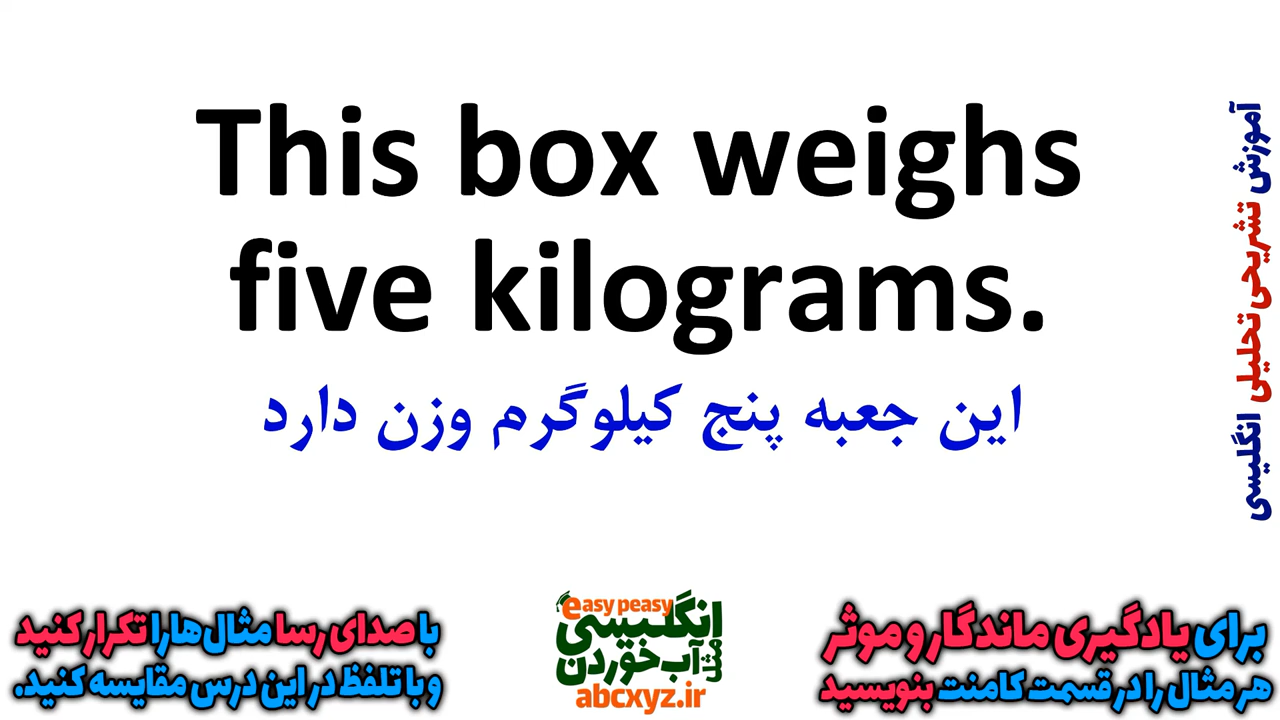 This box weighs
five kilograms.
این جعبه پنج کیلوگرم وزن دارد
آموزش تشریحی تحلیلی انگلیسی
برای یادگیری ماندگار و موثر
هر مثال را در قسمت کامنت بنویسید
easy peasy
انگلیسی
مثل آب خوردن
abcxyz.ir
با صدای رسا مثال‌ها را تکرار کنید
و با تلفظ در این درس مقایسه کنید.